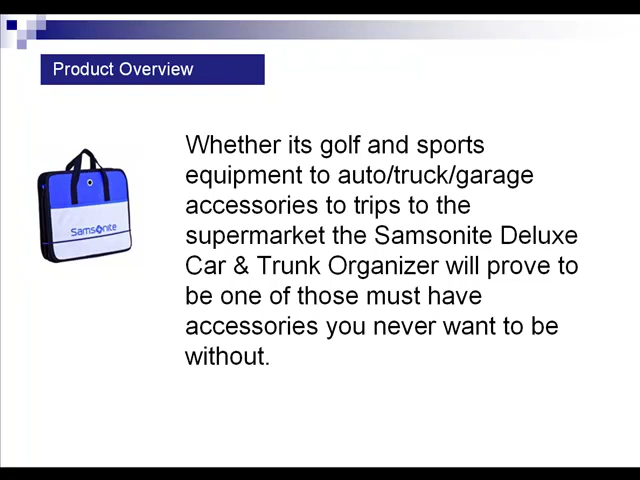 Product Overview
Whether its golf and sports
equipment to auto/truck/garage
accessories to trips to the
supermarket the Samsonite Deluxe
Car & Trunk Organizer will prove to
be one of those must have
accessories you never want to be
without.
Samsonite